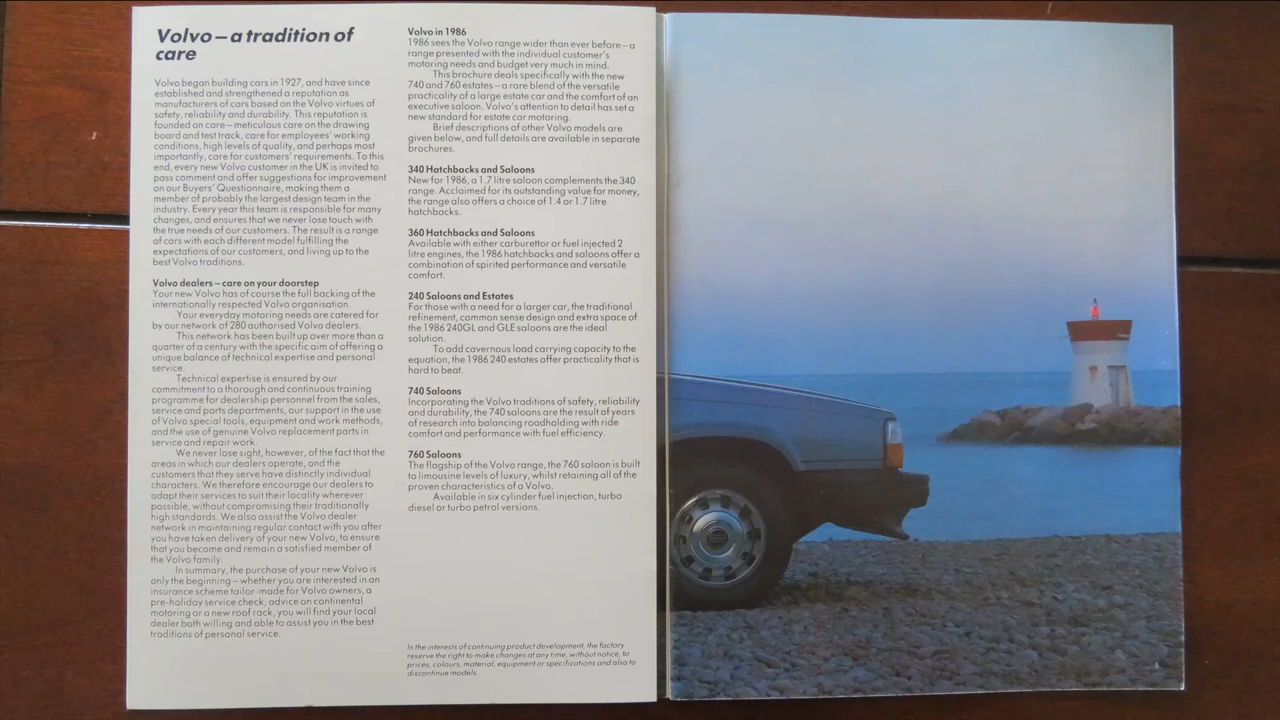 Volvo – a tradition of
care
Volvo began building cars in 1927, and have since
established and strengthened a reputation as
manufacturers of cars based on the Volvo virtues of
safety, reliability and durability. This reputation is
founded on care – meticulous care on the drawing
board and test track, care for employees' working
conditions, high levels of quality, and perhaps most
importantly, care for customers' requirements. To this
end, every new Volvo customer in the UK is invited to
pass comment and offer suggestions for improvement
on our Buyers' Questionnaire, making them a
member of probably the largest design team in the
industry. Every year this team is responsible for many
changes, and ensures that we never lose touch with
the true needs of our customers. The result is a range
of cars with each different model fulfilling the
expectations of our customers, and living up to the
best Volvo traditions.
Volvo dealers – care on your doorstep
Your new Volvo has of course the full backing of the
internationally respected Volvo organisation.
Your everyday motoring needs are catered for
by our network of 280 authorised Volvo dealers.
This network has been built up over more than a
quarter of a century with the specific aim of offering a
unique balance of technical expertise and personal
service.
Technical expertise is ensured by our
commitment to a thorough and continuous training
programme for dealership personnel from the sales,
service and parts departments, our support in the use
of Volvo special tools, equipment and work methods,
and the use of genuine Volvo replacement parts in
service and repair work.
We never lose sight, however, of the fact that the
areas in which our dealers operate, and the
customers that they serve have distinctly individual
characters. We therefore encourage our dealers to
adapt their services to suit their locality wherever
possible, without compromising their traditionally
high standards. We also assist the Volvo dealer
network in maintaining regular contact with you after
you have taken delivery of your new Volvo, to ensure
that you become and remain a satisfied member of
the Volvo family.
In summary, the purchase of your new Volvo is
only the beginning – whether you are interested in an
insurance scheme tailor-made for Volvo owners, a
pre-holiday service check, advice on continental
motoring or a new roof rack, you will find your local
dealer both willing and able to assist you in the best
traditions of personal service.
Volvo in 1986
1986 sees the Volvo range wider than ever before – a
range presented with the individual customer's
motoring needs and budget very much in mind.
This brochure deals specifically with the new
740 and 760 estates – a rare blend of the versatile
practicality of a large estate car and the comfort of an
executive saloon. Volvo's attention to detail has set a
new standard for estate car motoring.
Brief descriptions of other Volvo models are
given below, and full details are available in separate
brochures.
340 Hatchbacks and Saloons
New for 1986, a 1.7 litre saloon complements the 340
range. Acclaimed for its outstanding value for money,
the range also offers a choice of 1.4 or 1.7 litre
hatchbacks.
360 Hatchbacks and Saloons
Available with either carburettor or fuel injected 2
litre engines, the 1986 hatchbacks and saloons offer a
combination of spirited performance and versatile
comfort.
240 Saloons and Estates
For those with a need for a larger car, the traditional
refinement, common sense design and extra space of
the 1986 240GL and GLE saloons are the ideal
solution.
To add cavernous load carrying capacity to the
equation, the 1986 240 estates offer practicality that is
hard to beat.
740 Saloons
Incorporating the Volvo traditions of safety, reliability
and durability, the 740 saloons are the result of years
of research into balancing roadholding with ride
comfort and performance with fuel efficiency.
760 Saloons
The flagship of the Volvo range, the 760 saloon is built
to limousine levels of luxury, whilst retaining all of the
proven characteristics of a Volvo.
Available in six cylinder fuel injection, turbo
diesel or turbo petrol versions.
In the interests of continuing product development, the factory
reserve the right to make changes at any time, without notice, to
prices, colours, material, equipment or specifications and also to
discontinue models.